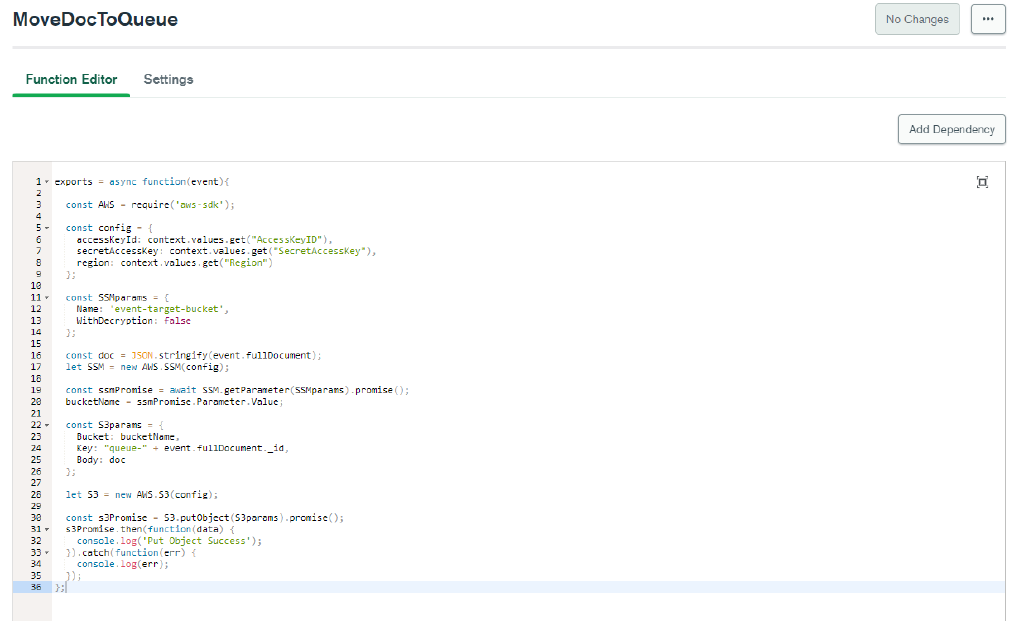 MoveDocToQueue
No Changes
Function Editor Settings
Add Dependency
1 exports = async function(event){
2
3 const AWS = require('aws-sdk');
4
5 const config = {
6 accessKeyId: context.values.get("AccessKeyID"),
7 secretAccessKey: context.values.get("SecretAccessKey"),
8 region: context.values.get("Region")
9 };
10
11 const SSMparams = {
12 Name: 'event-target-bucket',
13 WithDecryption: false
14 };
15
16 const doc = JSON.stringify(event.fullDocument);
17 let SSM = new AWS.SSM(config);
18
19 const ssmPromise = await SSM.getParameter(SSMparams).promise();
20 bucketName = ssmPromise.Parameter.Value;
21
22 const S3params = {
23 Bucket: bucketName,
24 Key: "queue-" + event.fullDocument._id,
25 Body: doc
26 };
27
28 let S3 = new AWS.S3(config);
29
30 const s3Promise = S3.putObject(S3params).promise();
31 s3Promise.then(function(data) {
32 console.log('Put Object Success');
33 }).catch(function(err) {
34 console.log(err);
35 });
36 };